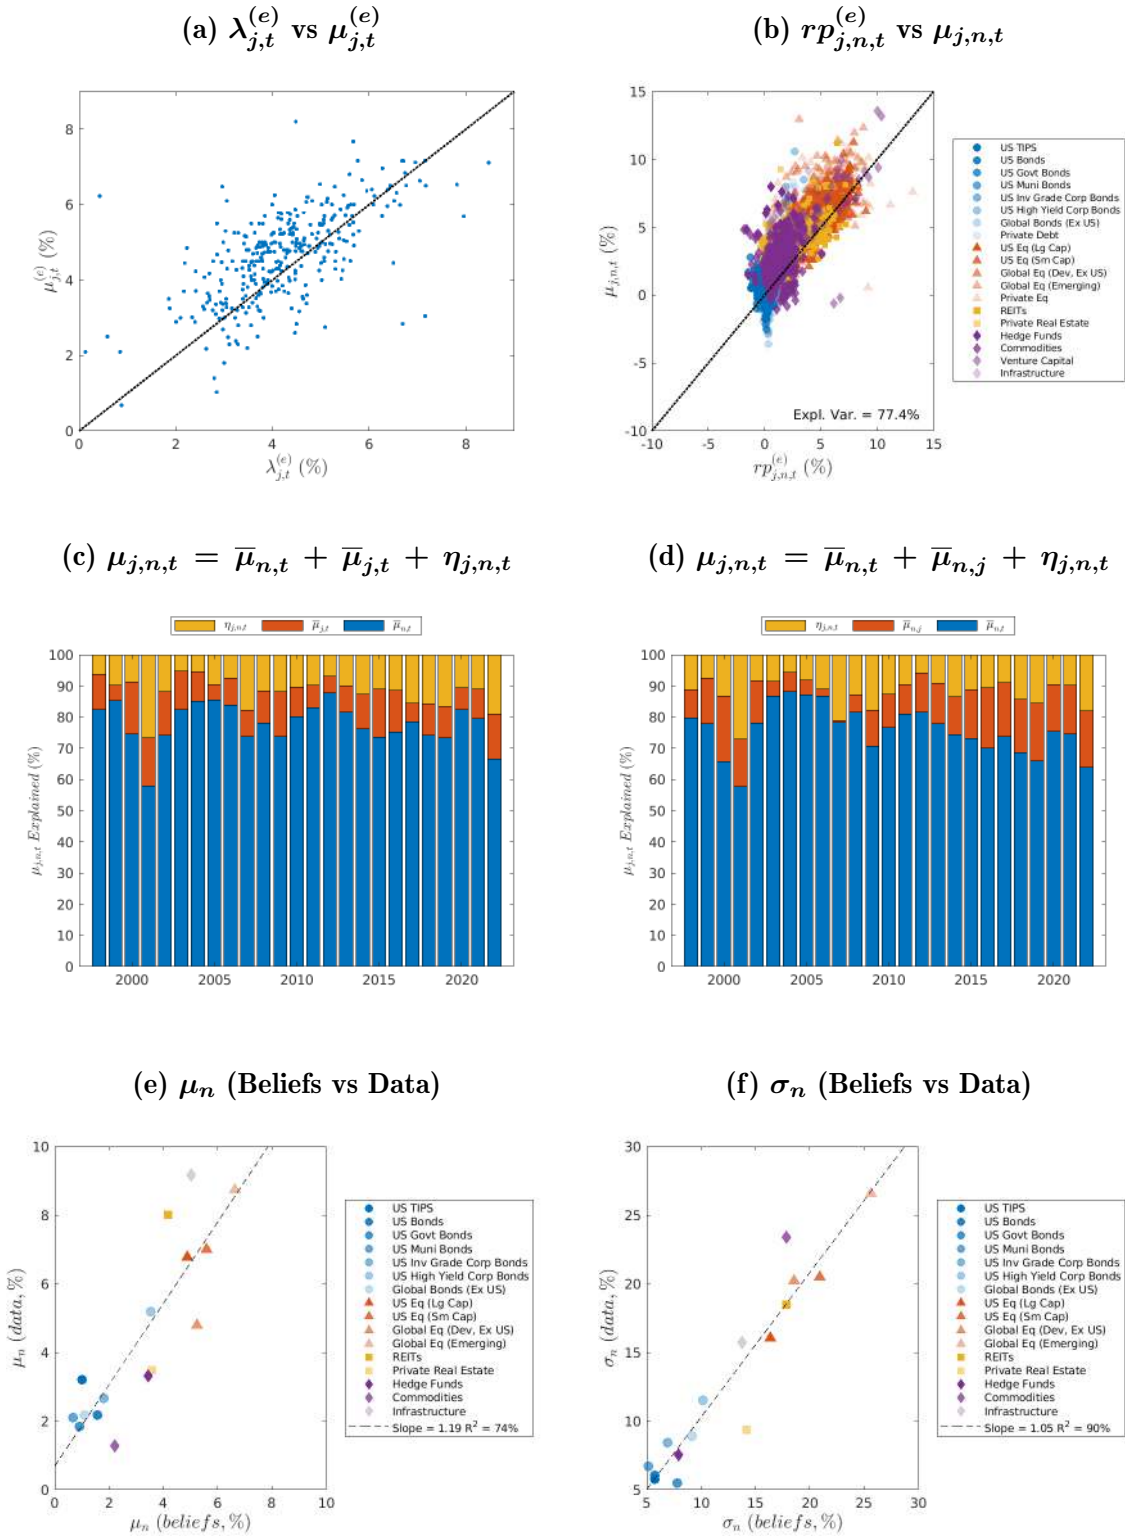 (a) λ_{j,t}^{(e)} vs μ_{j,t}^{(e)}
8
6
4
2
0
0 2 4 6 8
μ_{j,t}^{(e)} (%)
λ_{j,t}^{(e)} (%)
(b) rp_{j,n,t}^{(e)} vs μ_{j,n,t}
15
10
5
0
-5
-10
-10 -5 0 5 10 15
μ_{j,n,t} (%)
rp_{j,n,t}^{(e)} (%)
Expl. Var. = 77.4%
US TIPS
US Bonds
US Govt Bonds
US Muni Bonds
US Inv Grade Corp Bonds
US High Yield Corp Bonds
Global Bonds (Ex US)
Private Debt
US Eq (Lg Cap)
US Eq (Sm Cap)
Global Eq (Dev, Ex US)
Global Eq (Emerging)
Private Eq
REITs
Private Real Estate
Hedge Funds
Commodities
Venture Capital
Infrastructure
(c) μ_{j,n,t} = μ̅_{n,t} + μ̅_{j,t} + η_{j,n,t}
η_{j,n,t} μ̅_{j,t} μ̅_{n,t}
100
90
80
70
60
50
40
30
20
10
0
2000 2005 2010 2015 2020
μ_{j,n,t} Explained (%)
(d) μ_{j,n,t} = μ̅_{n,t} + μ̅_{n,j} + η_{j,n,t}
η_{j,n,t} μ̅_{n,j} μ̅_{n,t}
100
90
80
70
60
50
40
30
20
10
0
2000 2005 2010 2015 2020
μ_{j,n,t} Explained (%)
(e) μ_n (Beliefs vs Data)
10
8
6
4
2
0
0 2 4 6 8 10
μ_n (data, %)
μ_n (beliefs, %)
US TIPS
US Bonds
US Govt Bonds
US Muni Bonds
US Inv Grade Corp Bonds
US High Yield Corp Bonds
Global Bonds (Ex US)
US Eq (Lg Cap)
US Eq (Sm Cap)
Global Eq (Dev, Ex US)
Global Eq (Emerging)
REITs
Private Real Estate
Hedge Funds
Commodities
Infrastructure
Slope = 1.19 R² = 74%
(f) σ_n (Beliefs vs Data)
30
25
20
15
10
5
5 10 15 20 25 30
σ_n (data, %)
σ_n (beliefs, %)
US TIPS
US Bonds
US Govt Bonds
US Muni Bonds
US Inv Grade Corp Bonds
US High Yield Corp Bonds
Global Bonds (Ex US)
US Eq (Lg Cap)
US Eq (Sm Cap)
Global Eq (Dev, Ex US)
Global Eq (Emerging)
REITs
Private Real Estate
Hedge Funds
Commodities
Infrastructure
Slope = 1.05 R² = 90%